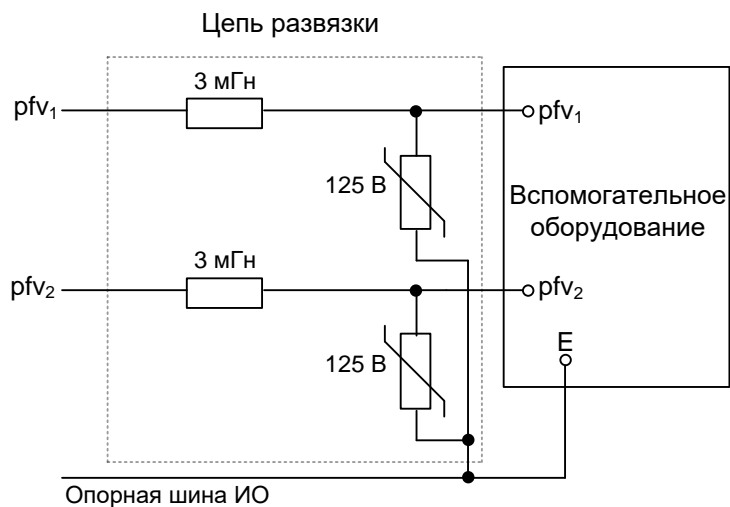 Цепь развязки
3 мГн
pfv₁
pfv₁
125 В
Вспомогательное
оборудование
3 мГн
pfv₂
pfv₂
125 В
E
Опорная шина ИО